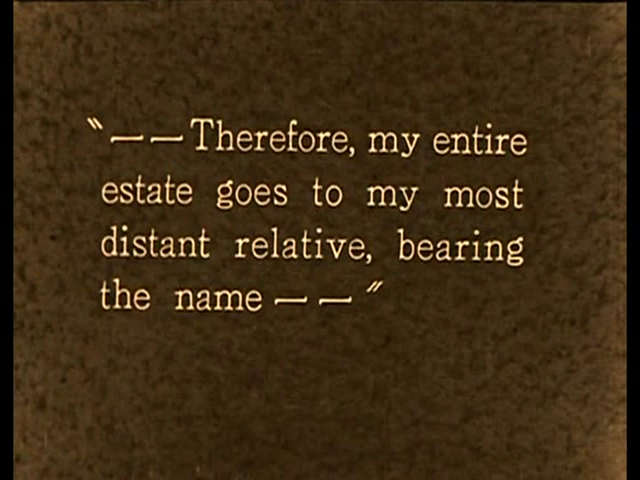 "——Therefore, my entire
estate goes to my most
distant relative, bearing
the name——"